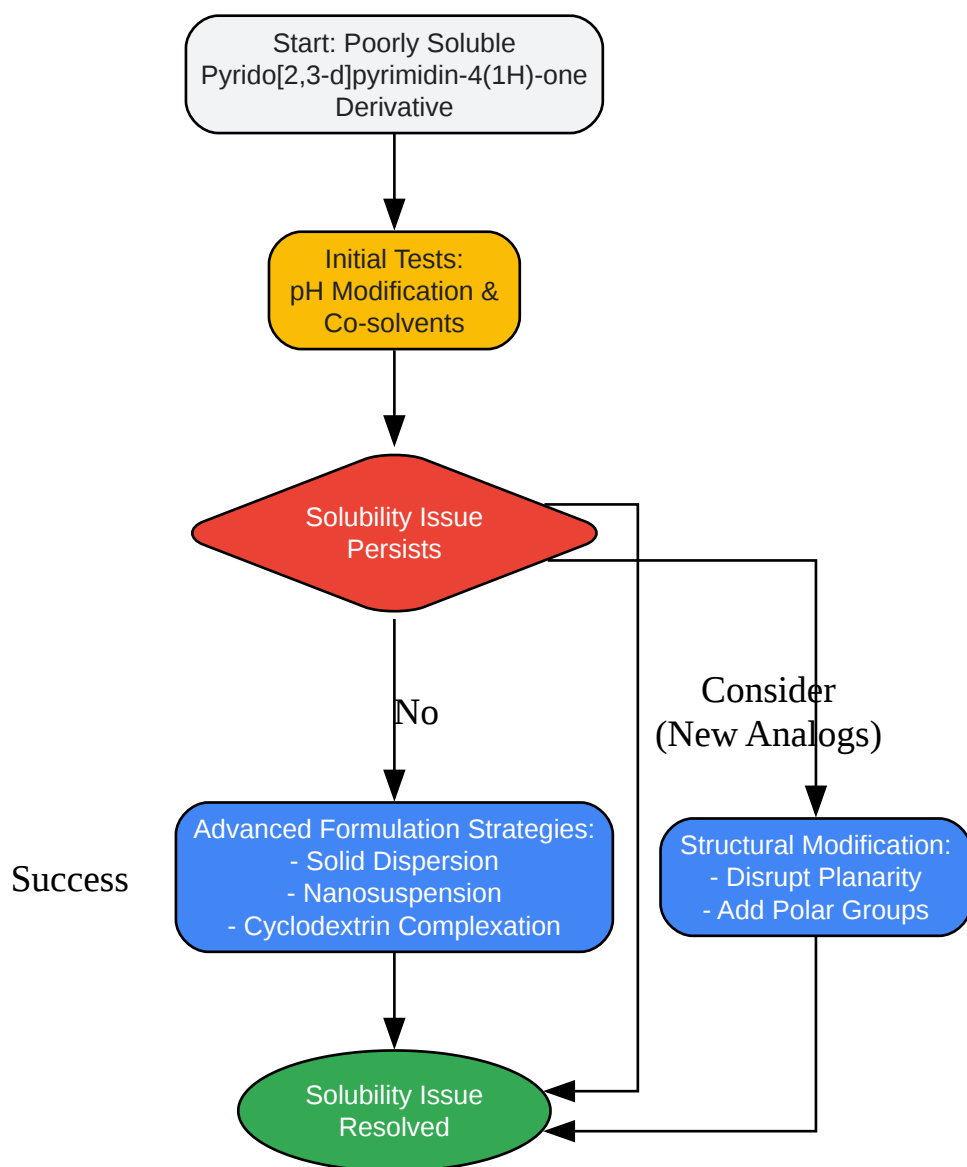 Start: Poorly Soluble
Pyrido[2,3-d]pyrimidin-4(1H)-one
Derivative
Initial Tests:
pH Modification &
Co-solvents
Solubility Issue
Persists
No
Consider
(New Analogs)
Success
Advanced Formulation Strategies:
- Solid Dispersion
- Nanosuspension
- Cyclodextrin Complexation
Structural Modification:
- Disrupt Planarity
- Add Polar Groups
Solubility Issue
Resolved